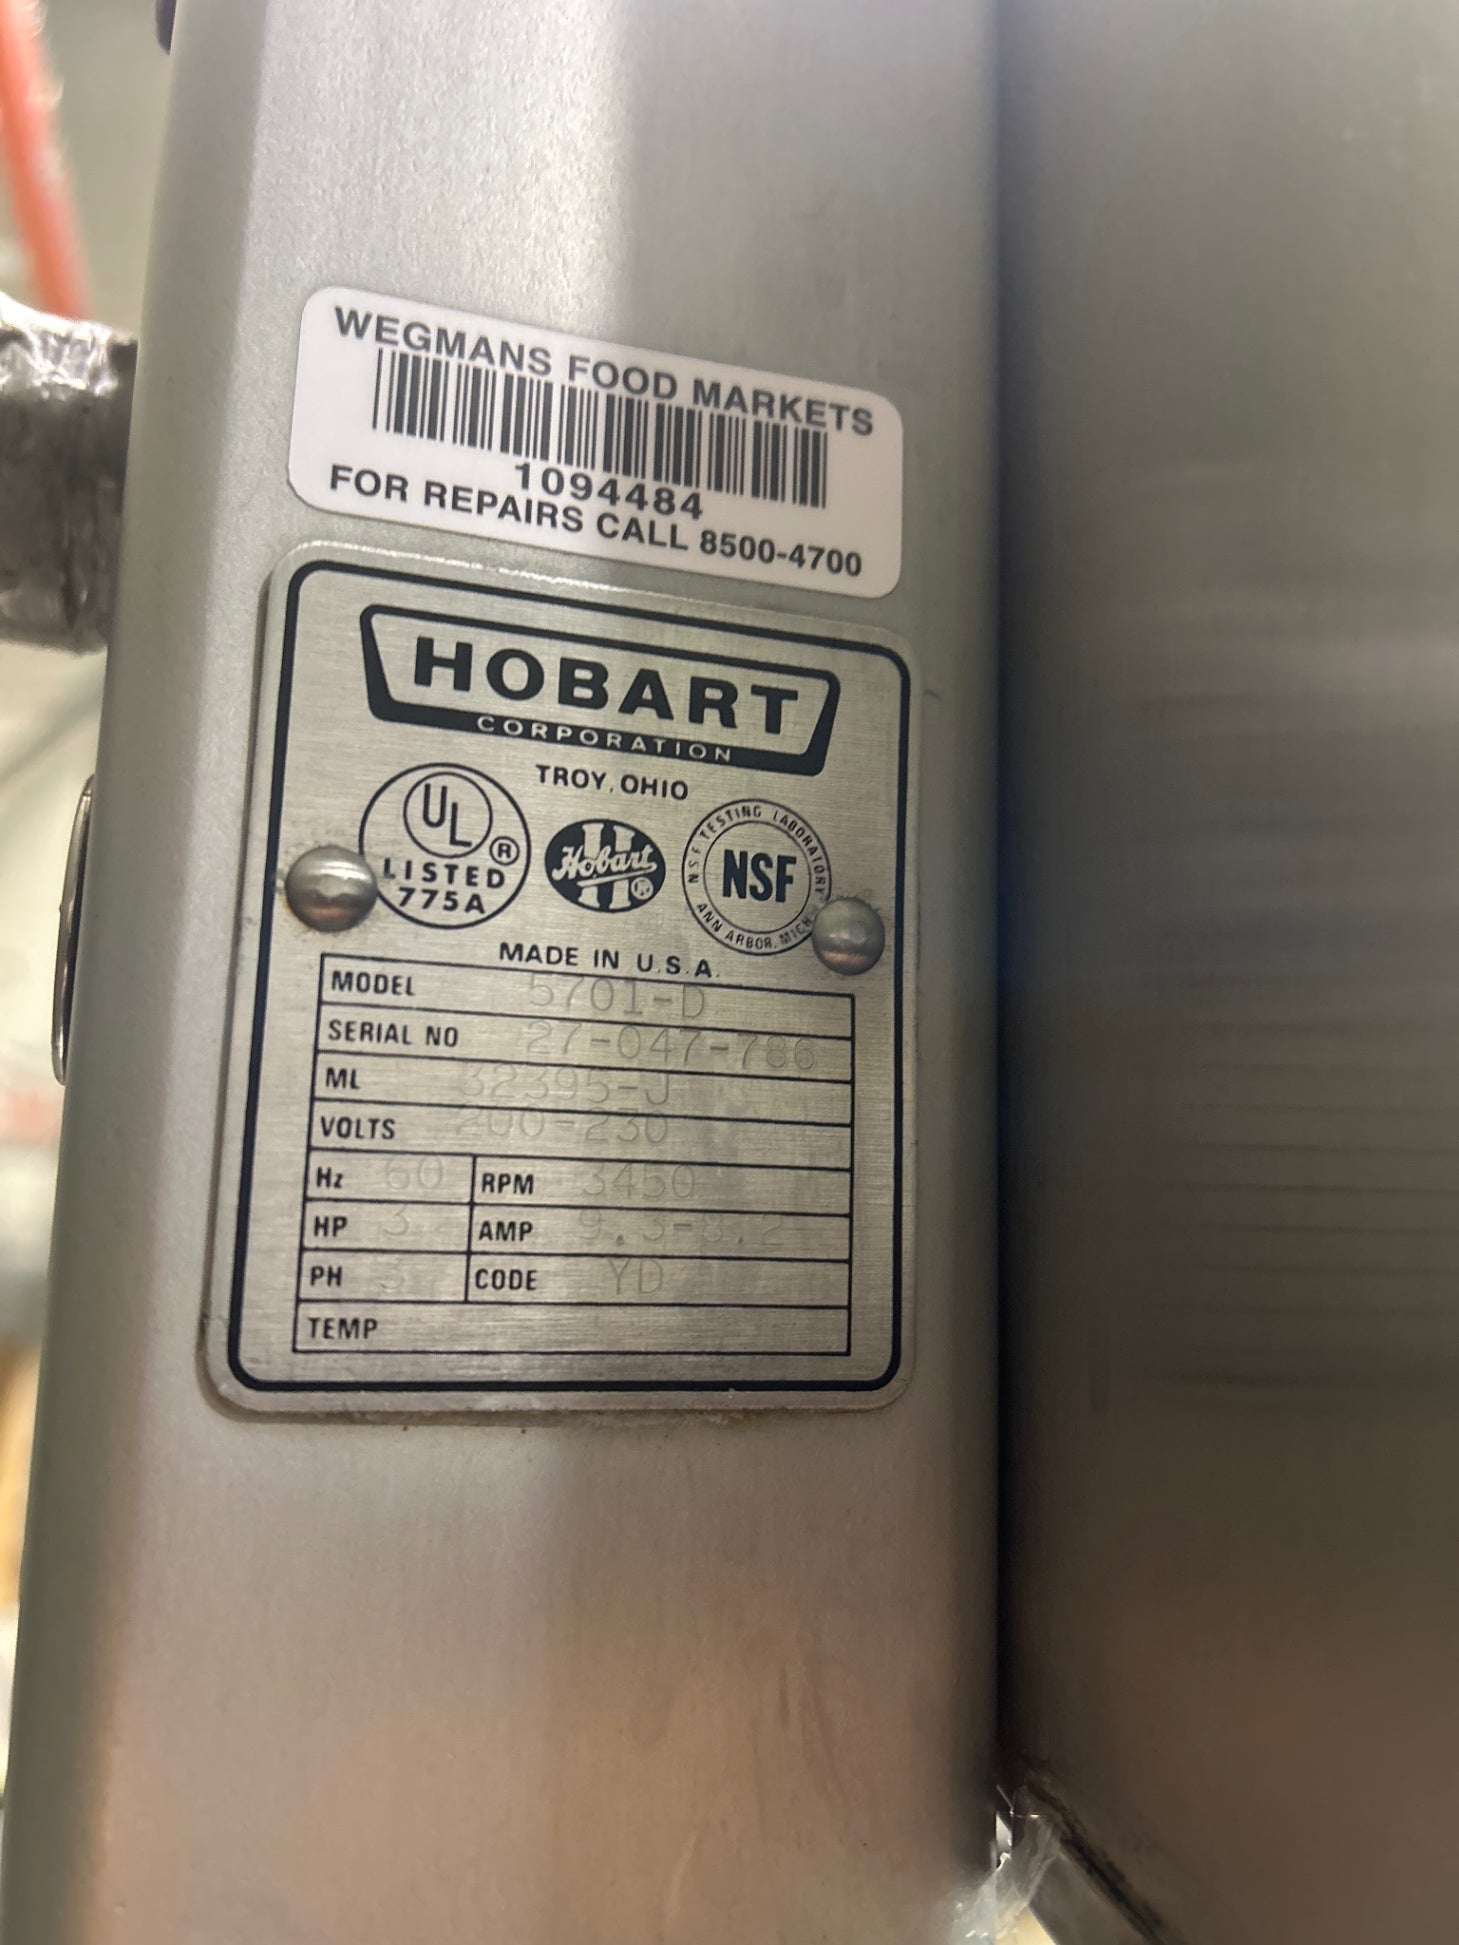 WEGMANS FOOD MARKETS
1094484
FOR REPAIRS CALL 8500-4700
HOBART
CORPORATION
TROY, OHIO
UL ®
LISTED
775A
Hobart ®
NSF TESTING LABORATORY
NSF
ANN ARBOR, MICH
MADE IN U.S.A.
MODEL 5701-D
SERIAL NO 27-047-786
ML 32395-J
VOLTS 200-230
Hz 60 RPM 3450
HP 3 AMP 9.3-8.2
PH 3 CODE YD
TEMP